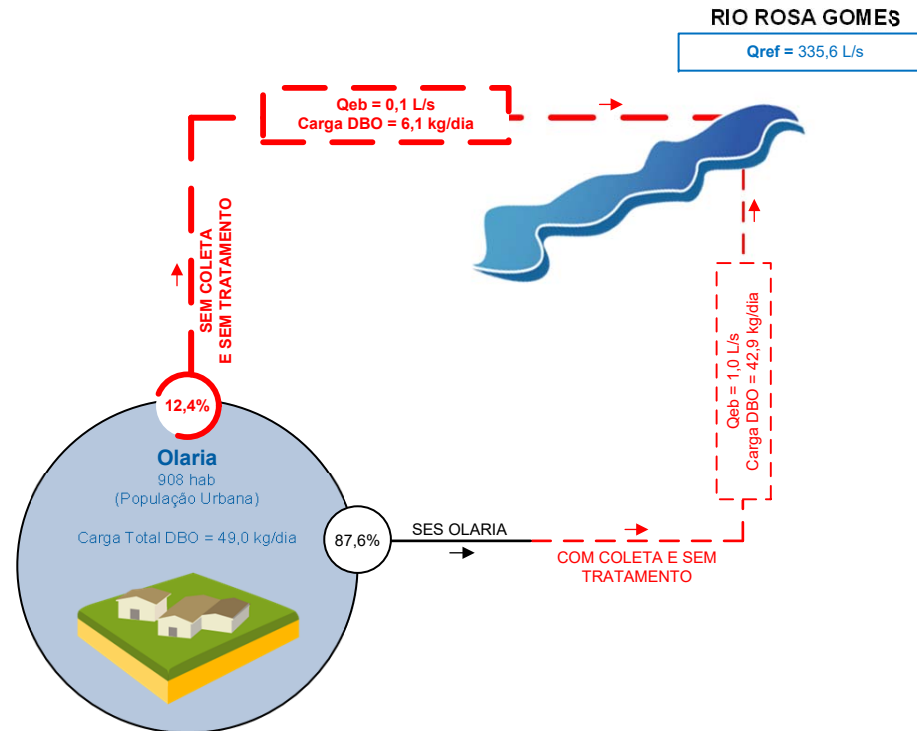 RIO ROSA GOMES
Qref = 335,6 L/s
Qeb = 0,1 L/s
Carga DBO = 6,1 kg/dia
SEM COLETA
E SEM TRATAMENTO
Qeb = 1,0 L/s
Carga DBO = 42,9 kg/dia
12,4%
Olaria
908 hab
(População Urbana)
Carga Total DBO = 49,0 kg/dia
87,6%
SES OLARIA
COM COLETA E SEM
TRATAMENTO